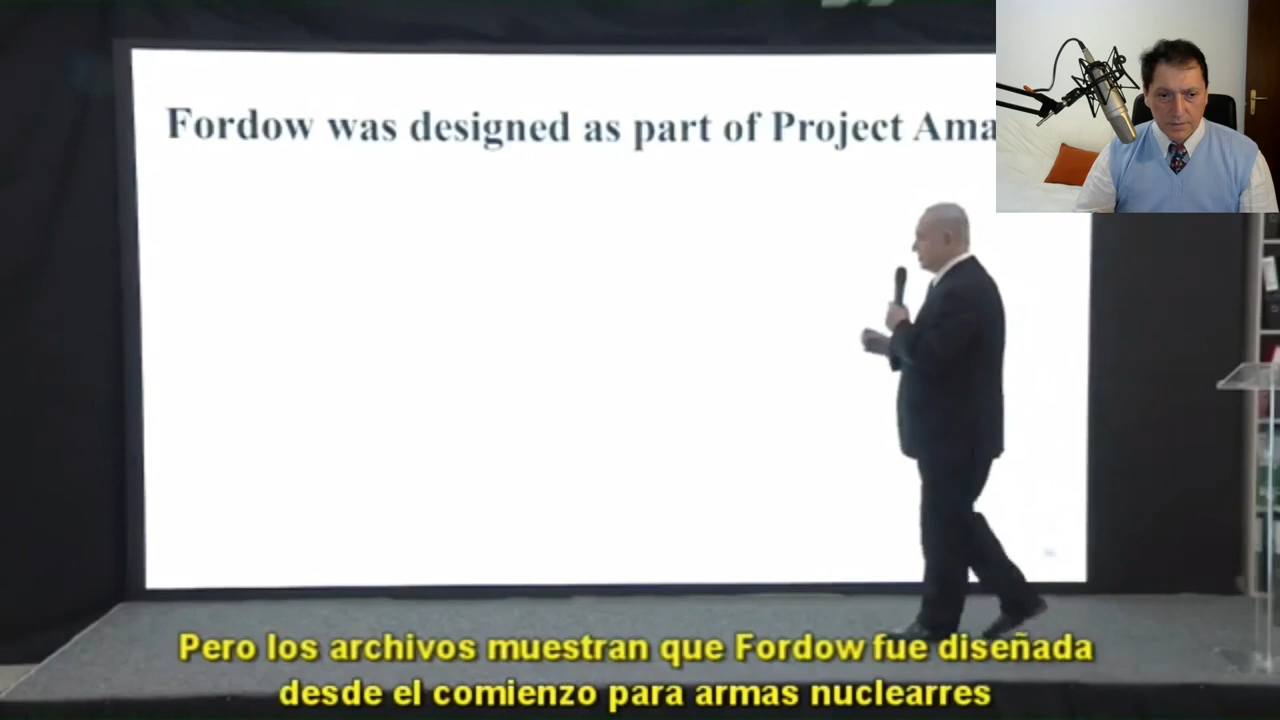 Fordow was designed as part of Project Ama
Pero los archivos muestran que Fordow fue diseñada
desde el comienzo para armas nuclearres